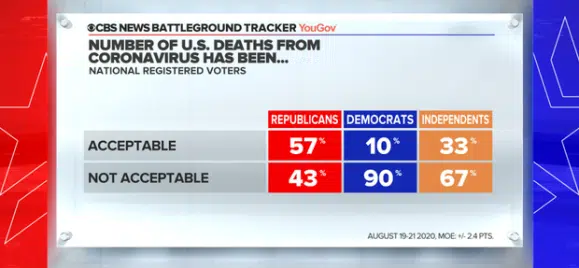 CBS NEWS BATTLEGROUND TRACKER YouGov
NUMBER OF U.S. DEATHS FROM
CORONAVIRUS HAS BEEN...
NATIONAL REGISTERED VOTERS
REPUBLICANS DEMOCRATS INDEPENDENTS
ACCEPTABLE 57% 10% 33%
NOT ACCEPTABLE 43% 90% 67%
AUGUST 19-21 2020, MOE: +/- 2.4 PTS.